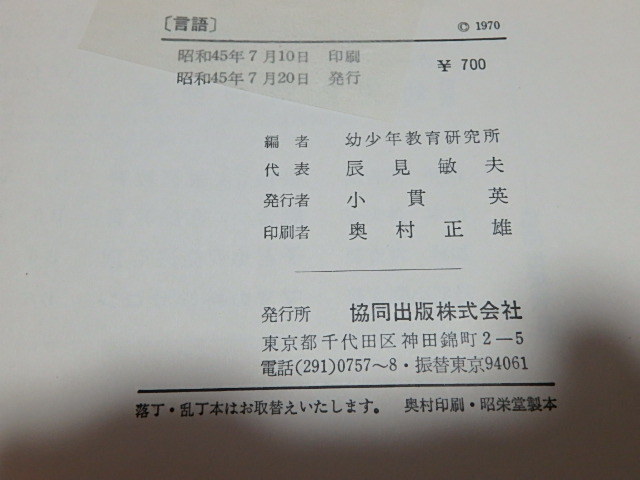 〔言語〕 © 1970
昭和45年7月10日 印刷
昭和45年7月20日 発行 ¥ 700
編者 幼少年教育研究所
代表 辰見敏夫
発行者 小貫英
印刷者 奥村正雄
発行所 協同出版株式会社
東京都千代田区神田錦町2－5
電話(291)0757〜8・振替東京94061
落丁・乱丁本はお取替えいたします。 奥村印刷・昭栄堂製本